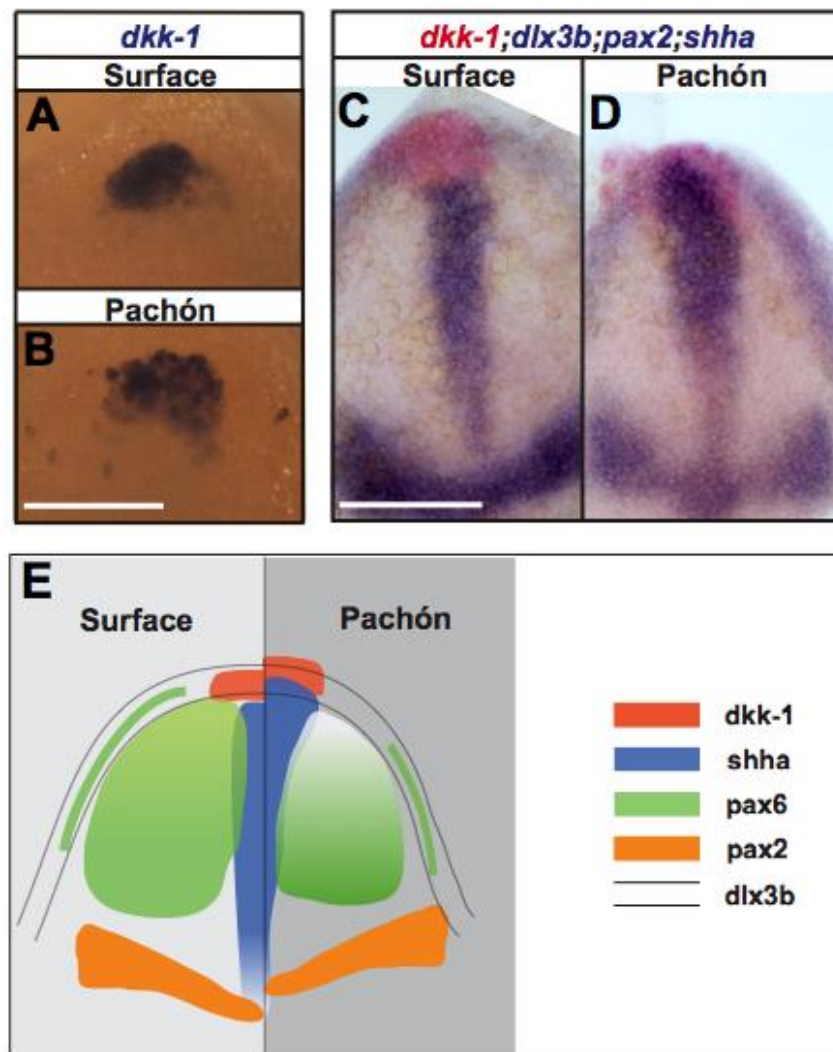 dkk-1
Surface
A
Pachón
B
dkk-1;dlx3b;pax2;shha
Surface Pachón
C D
E
Surface Pachón
dkk-1
shha
pax6
pax2
dlx3b